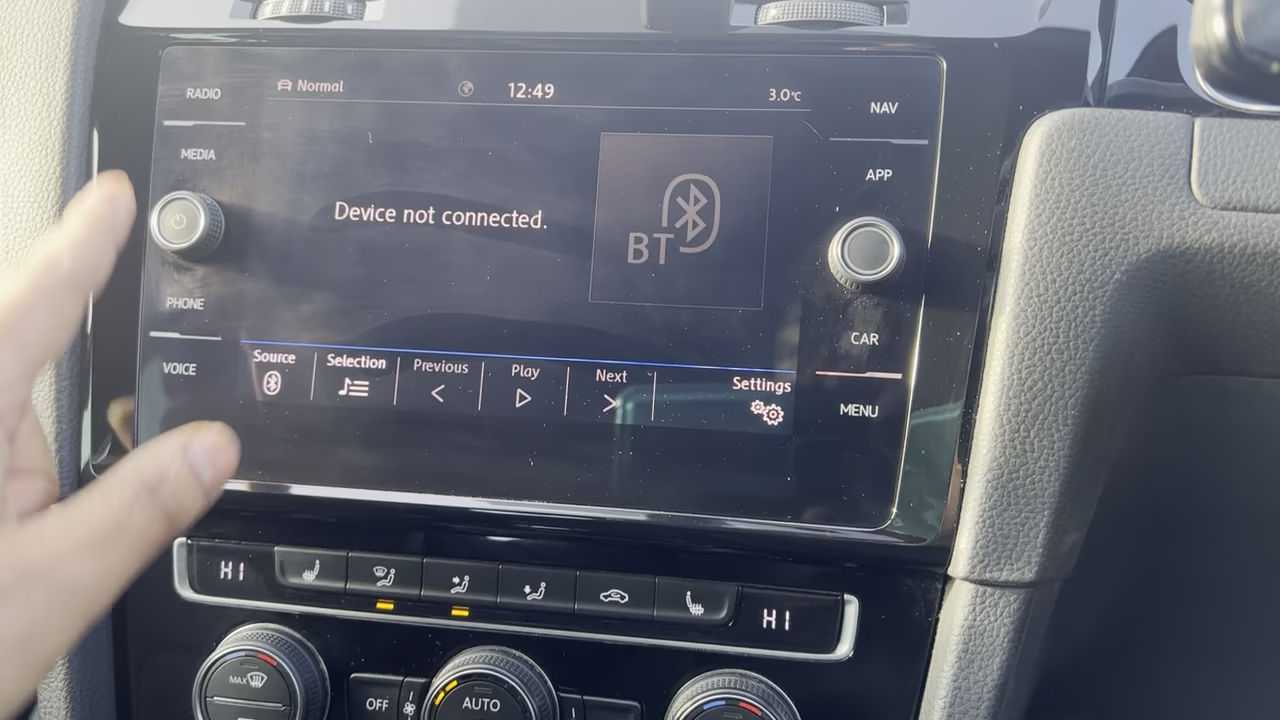 Normal 12:49 3.0°C
RADIO
MEDIA
PHONE
VOICE
NAV
APP
CAR
MENU
Device not connected.
BT
Source Selection Previous Play Next Settings
HI HI
MAX
OFF AUTO